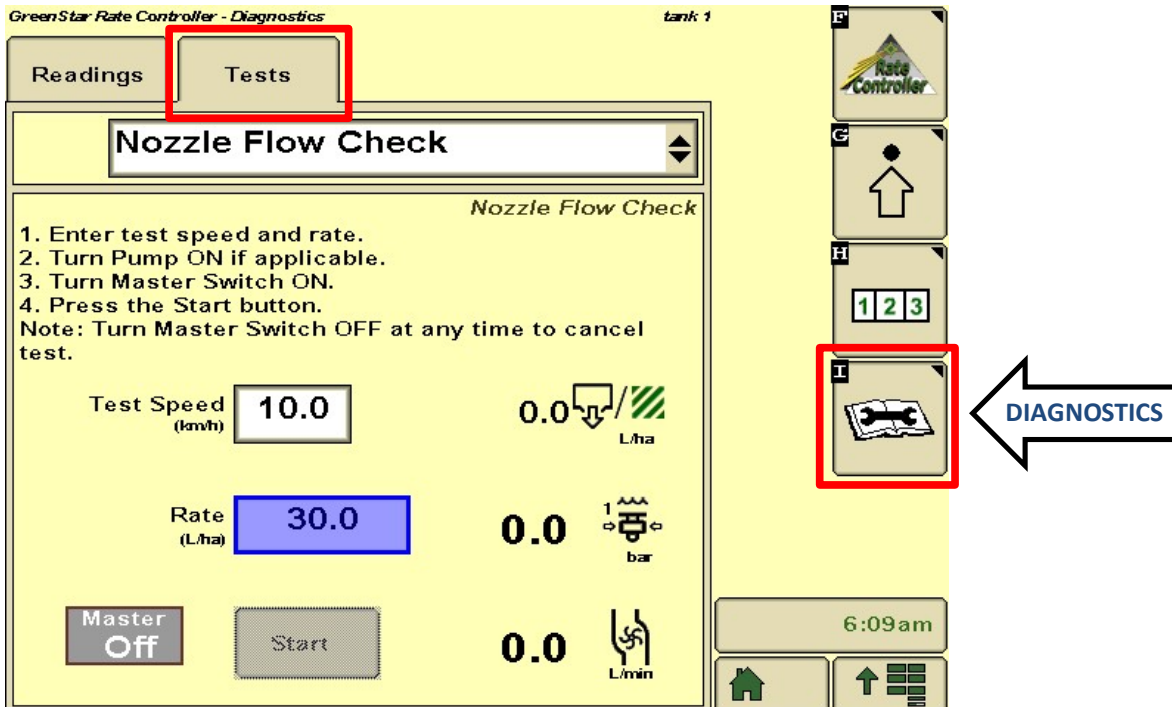 GreenStar Rate Controller - Diagnostics
tank 1
Readings
Tests
Nozzle Flow Check
Nozzle Flow Check
1. Enter test speed and rate.
2. Turn Pump ON if applicable.
3. Turn Master Switch ON.
4. Press the Start button.
Note: Turn Master Switch OFF at any time to cancel
test.
Test Speed
(km/h)
10.0
0.0
/
L/ha
Rate
(L/ha)
30.0
0.0
1
bar
Master
Off
Start
0.0
L/min
F
Rate
Controller
G
H
1 2 3
I
DIAGNOSTICS
6:09am